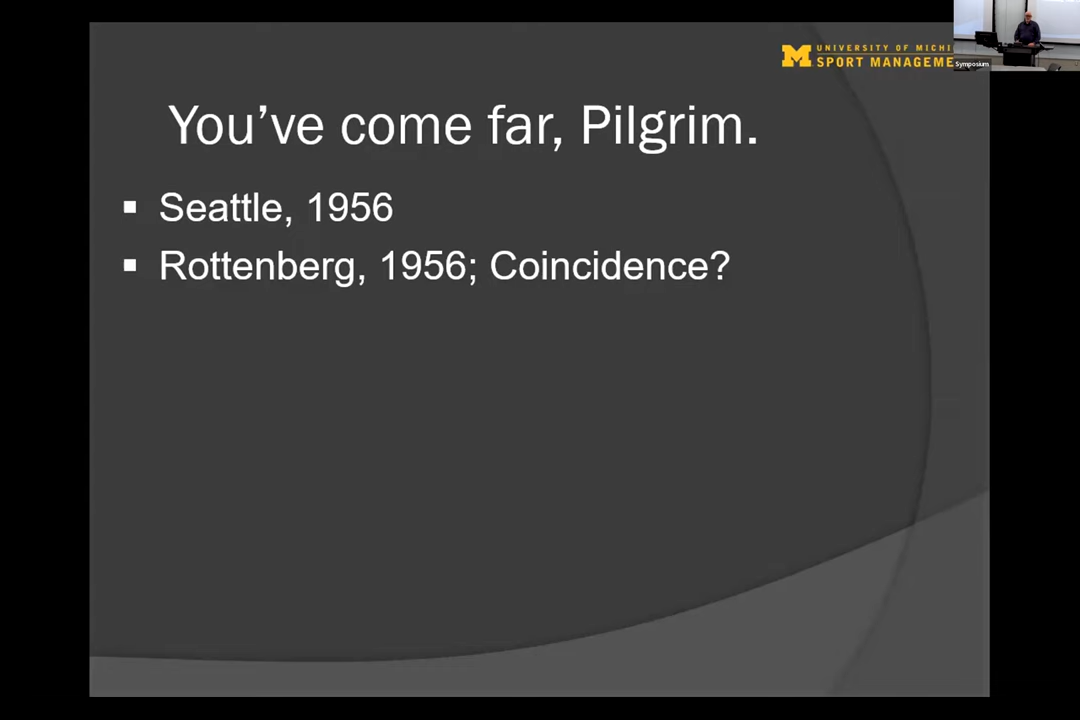 UNIVERSITY OF MICHI
SPORT MANAGEME
Symposium
You've come far, Pilgrim.
Seattle, 1956
Rottenberg, 1956; Coincidence?